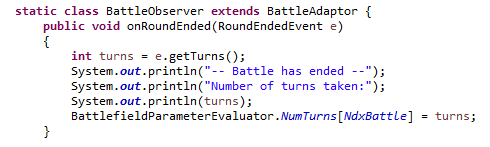 static class BattleObserver extends BattleAdaptor {
    public void onRoundEnded(RoundEndedEvent e)
    {
        int turns = e.getTurns();
        System.out.println("-- Battle has ended --");
        System.out.println("Number of turns taken:");
        System.out.println(turns);
        BattlefieldParameterEvaluator.NumTurns[NdxBattle] = turns;
    }